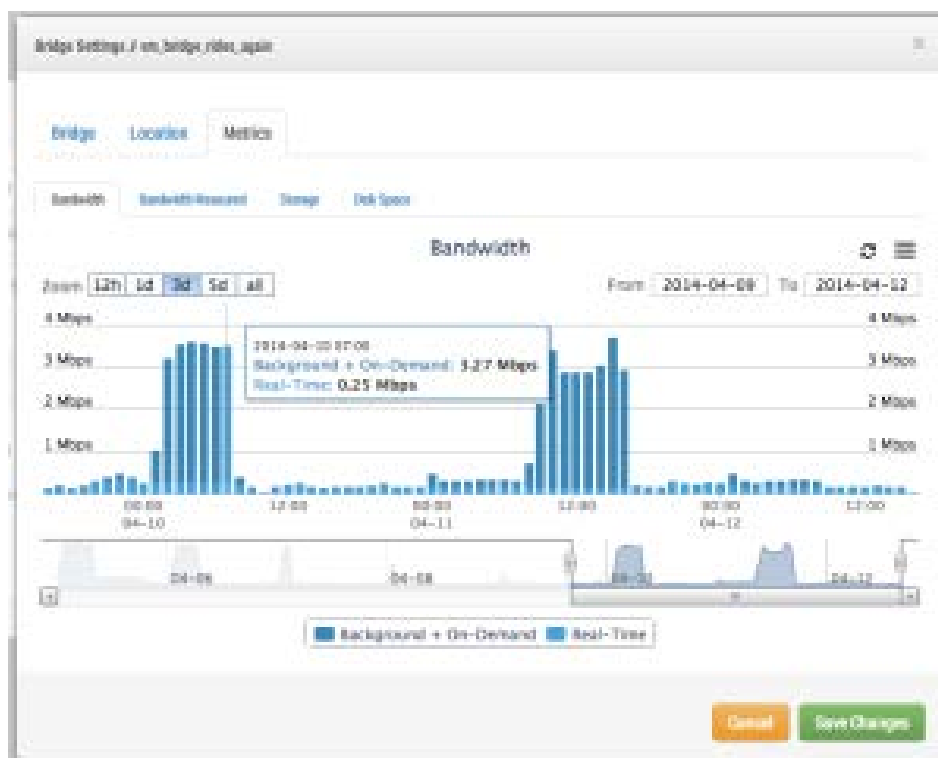 Bridge Settings // em_bridge_rides_again
Bridge Location Metrics
Bandwidth Bandwidth Measured Storage Disk Space
Bandwidth
Zoom 12h 1d 3d 5d all From 2014-04-09 To 2014-04-12
4 Mbps 4 Mbps
2014-04-10 07:00
Background + On-Demand: 3.27 Mbps
Real-Time: 0.25 Mbps
3 Mbps 3 Mbps
2 Mbps 2 Mbps
1 Mbps 1 Mbps
00:00 12:00 00:00 12:00 00:00 12:00
04-10 04-11 04-12
04-06 04-08 04-10 04-12
Background + On-Demand Real-Time
Cancel Save Changes